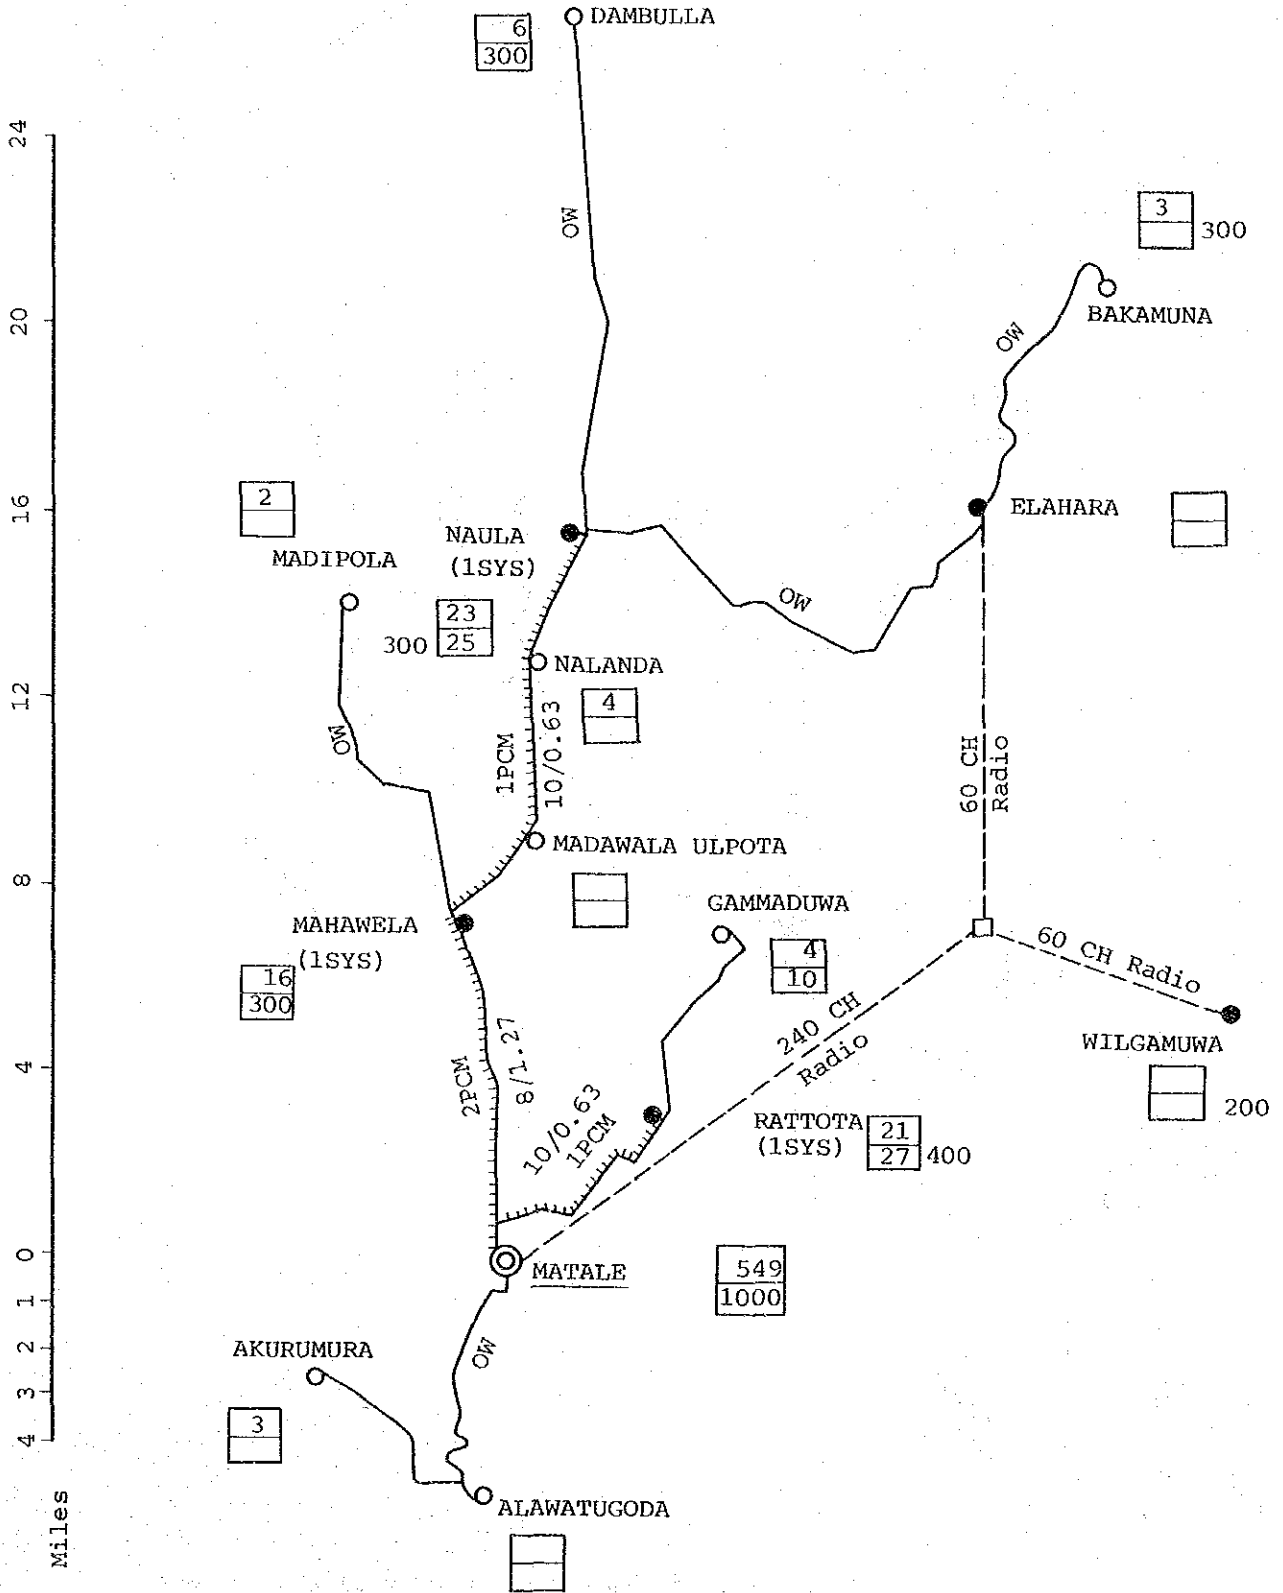 DAMBULLA
6
300
24
OW
3
300
BAKAMUNA
20
OW
16
2
ELAHARA
NAULA
(1SYS)
MADIPOLA
OW
23
300
25
NALANDA
4
12
OW
1PCM
10/0.63
60 CH
Radio
MADAWALA ULPOTA
8
GAMMADUWA
MAHAWELA
(1SYS)
4
10
60 CH Radio
16
300
240 CH
Radio
WILGAMUWA
200
4
2PCM
8/1.27
10/0.63
1PCM
RATTOTA
(1SYS)
21
27
400
0
MATALE
549
1000
1
2
3
4
OW
AKURUMURA
3
ALAWATUGODA
Miles